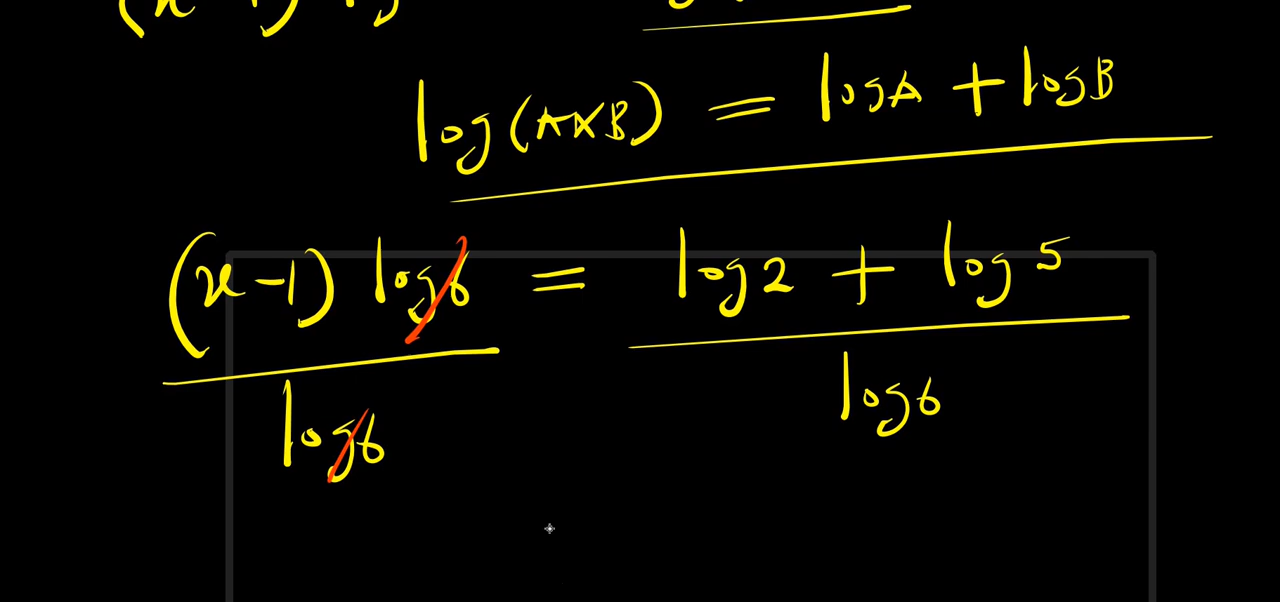 log(A×B) = logA + logB
(x-1) log6 = log2 + log5
log6 log6